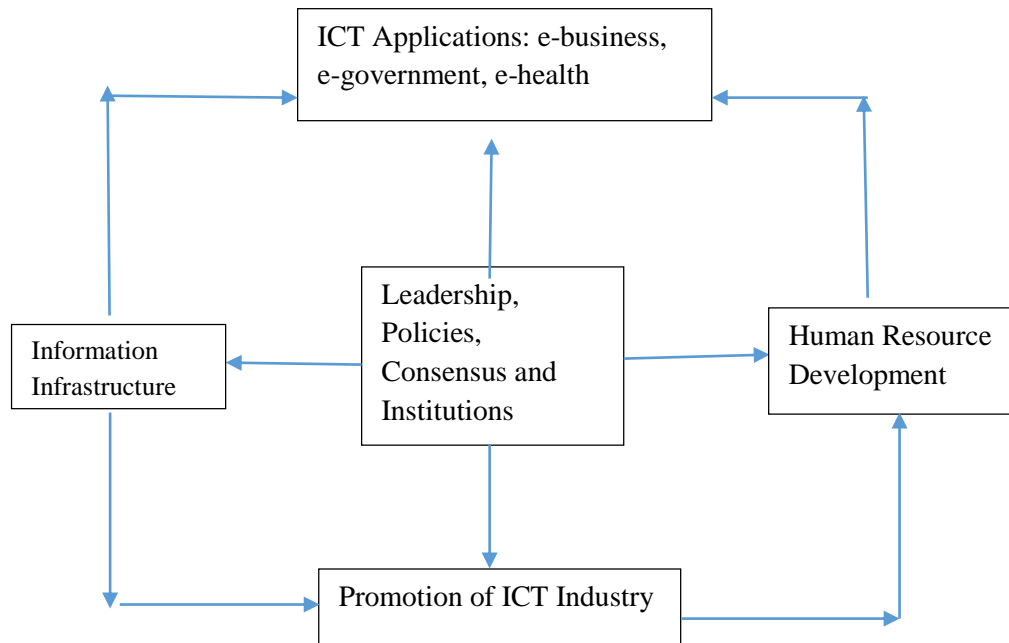 ICT Applications: e-business,
e-government, e-health
Leadership,
Policies,
Consensus and
Institutions
Information
Infrastructure
Human Resource
Development
Promotion of ICT Industry